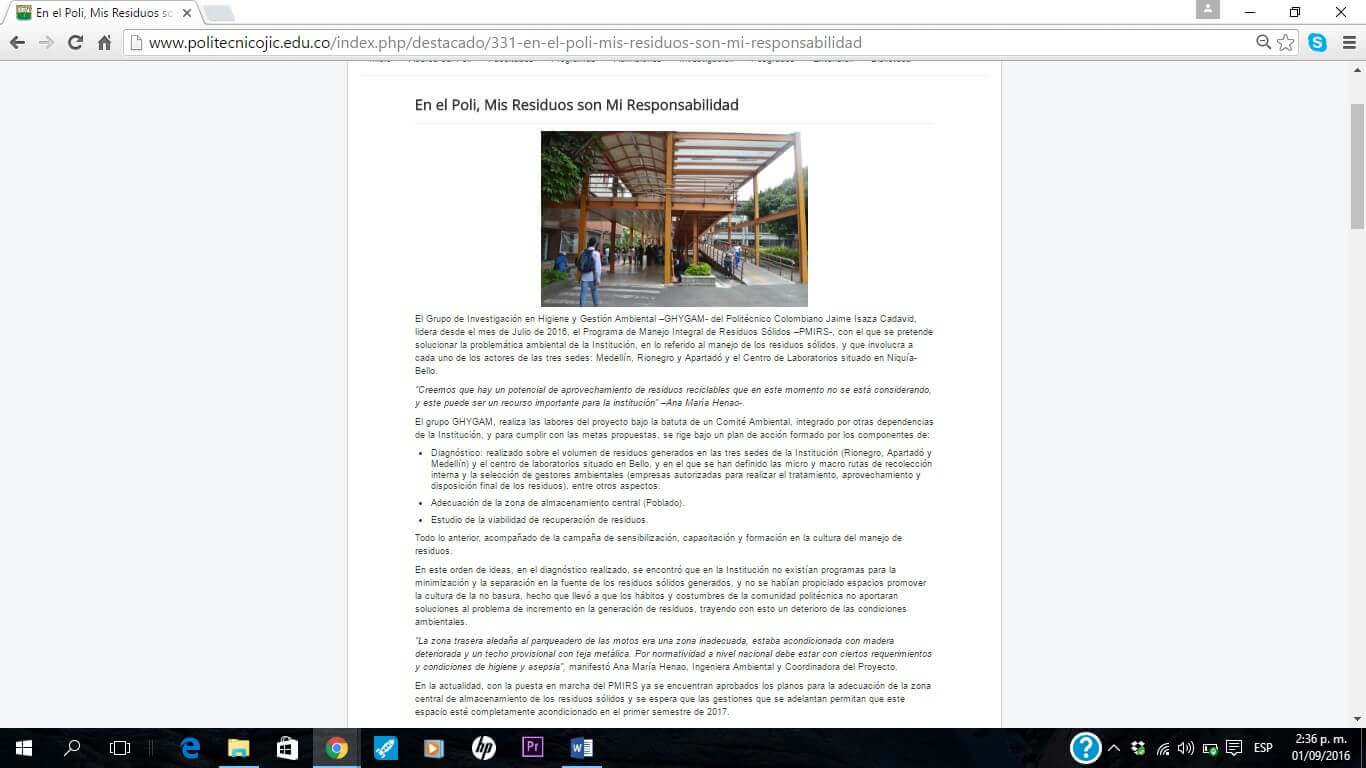 En el Poli, Mis Residuos so
www.politecnicojic.edu.co/index.php/destacado/331-en-el-poli-mis-residuos-son-mi-responsabilidad
En el Poli, Mis Residuos son Mi Responsabilidad
El Grupo de Investigación en Higiene y Gestión Ambiental –GHYGAM- del Politécnico Colombiano Jaime Isaza Cadavid,
lidera desde el mes de Julio de 2016, el Programa de Manejo Integral de Residuos Sólidos –PMIRS-, con el que se pretende
solucionar la problemática ambiental de la Institución, en lo referido al manejo de los residuos sólidos, y que involucra a
cada uno de los actores de las tres sedes: Medellín, Rionegro y Apartadó y el Centro de Laboratorios situado en Niquía-
Bello.
"Creemos que hay un potencial de aprovechamiento de residuos reciclables que en este momento no se está considerando,
y este puede ser un recurso importante para la institución" –Ana María Henao-.
El grupo GHYGAM, realiza las labores del proyecto bajo la batuta de un Comité Ambiental, integrado por otras dependencias
de la Institución, y para cumplir con las metas propuestas, se rige bajo un plan de acción formado por los componentes de:
• Diagnóstico: realizado sobre el volumen de residuos generados en las tres sedes de la Institución (Rionegro, Apartadó y
Medellín) y el centro de laboratorios situado en Bello, y en el que se han definido las micro y macro rutas de recolección
interna y la selección de gestores ambientales (empresas autorizadas para realizar el tratamiento, aprovechamiento y
disposición final de los residuos), entre otros aspectos.
• Adecuación de la zona de almacenamiento central (Poblado).
• Estudio de la viabilidad de recuperación de residuos.
Todo lo anterior, acompañado de la campaña de sensibilización, capacitación y formación en la cultura del manejo de
residuos.
En este orden de ideas, en el diagnóstico realizado, se encontró que en la Institución no existían programas para la
minimización y la separación en la fuente de los residuos sólidos generados, y no se habían propiciado espacios promover
la cultura de la no basura, hecho que llevó a que los hábitos y costumbres de la comunidad politécnica no aportaran
soluciones al problema de incremento en la generación de residuos, trayendo con esto un deterioro de las condiciones
ambientales.
"La zona trasera aledaña al parqueadero de las motos era una zona inadecuada, estaba acondicionada con madera
deteriorada y un techo provisional con teja metálica. Por normatividad a nivel nacional debe estar con ciertos requerimientos
y condiciones de higiene y asepsia", manifestó Ana María Henao, Ingeniera Ambiental y Coordinadora del Proyecto.
En la actualidad, con la puesta en marcha del PMIRS ya se encuentran aprobados los planos para la adecuación de la zona
central de almacenamiento de los residuos sólidos y se espera que las gestiones que se adelantan permitan que este
espacio esté completamente acondicionado en el primer semestre de 2017.
hp
Pr
ESP
2:36 p. m.
01/09/2016